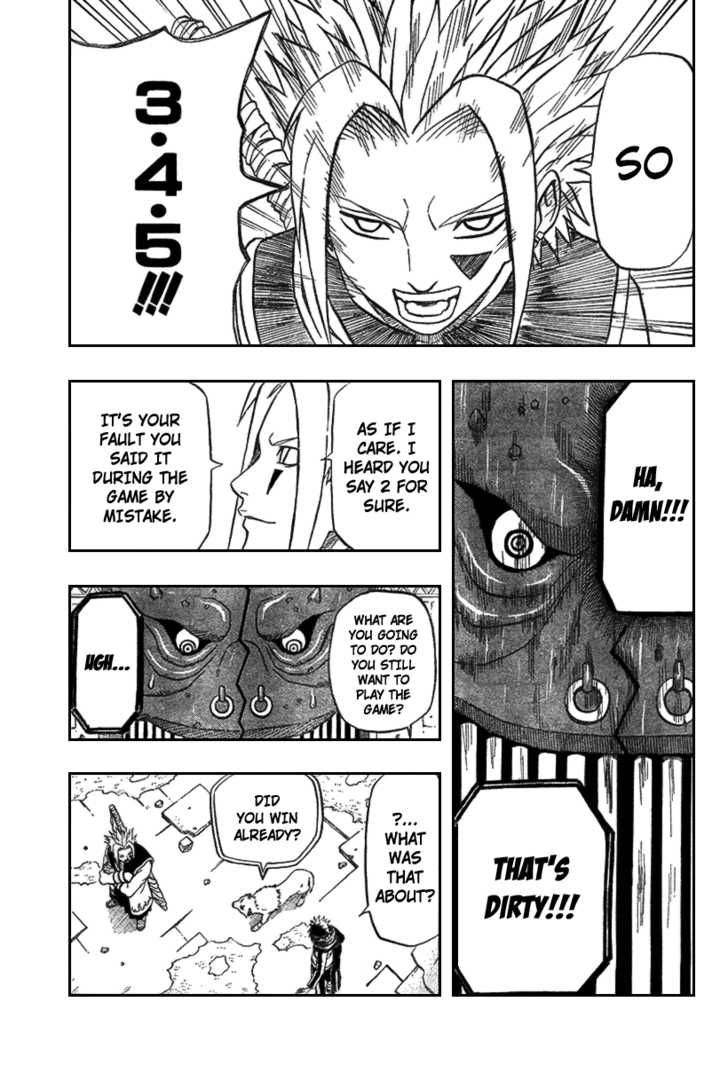 SO
3・4・5!!!
HA,
DAMN!!!
THAT'S
DIRTY!!!
AS IF I
CARE. I
HEARD YOU
SAY 2 FOR
SURE.
IT'S YOUR
FAULT YOU
SAID IT
DURING THE
GAME BY
MISTAKE.
WHAT ARE
YOU GOING
TO DO? DO
YOU STILL
WANT TO
PLAY THE
GAME?
UGH...
?...
WHAT
WAS
THAT
ABOUT?
DID
YOU WIN
ALREADY?